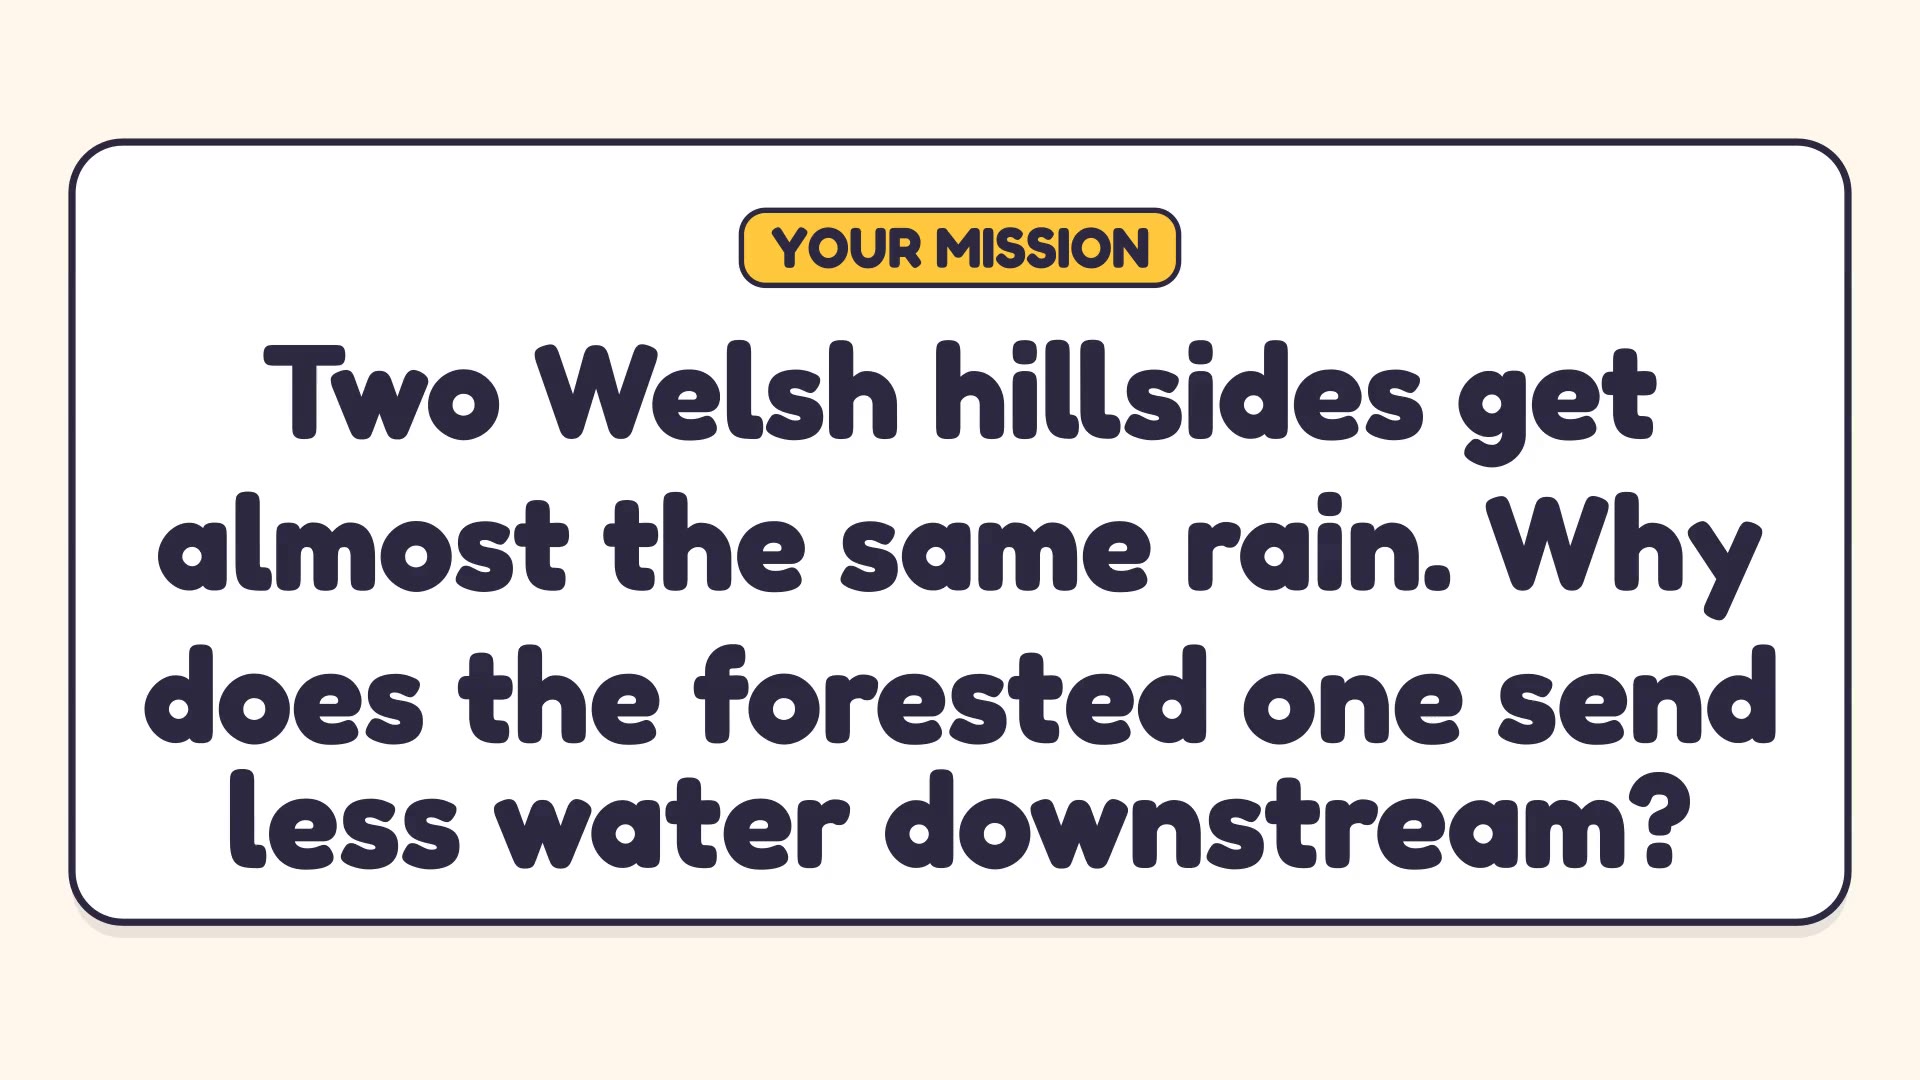 YOUR MISSION
Two Welsh hillsides get
almost the same rain. Why
does the forested one send
less water downstream?